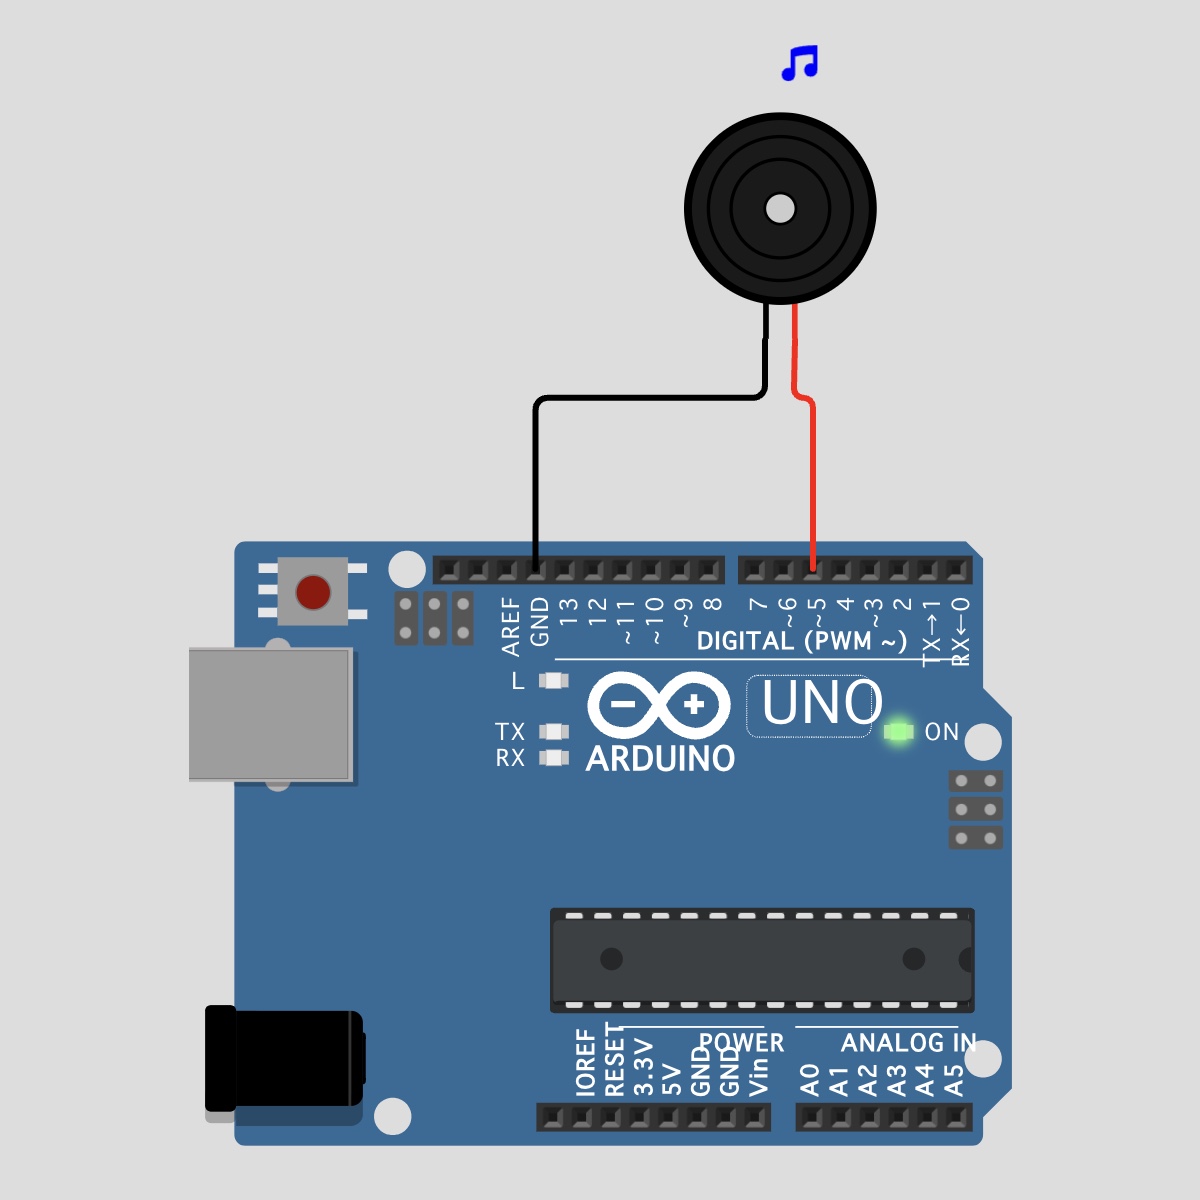 AREF
GND
13
12
~11
~10
~9
8
7
~6
~5
4
~3
2
TX→1
RX←0
DIGITAL (PWM ~)
L
TX
RX
ARDUINO
UNO
ON
IOREF
RESET
3.3V
5V
GND
GND
Vin
POWER
ANALOG IN
A0
A1
A2
A3
A4
A5